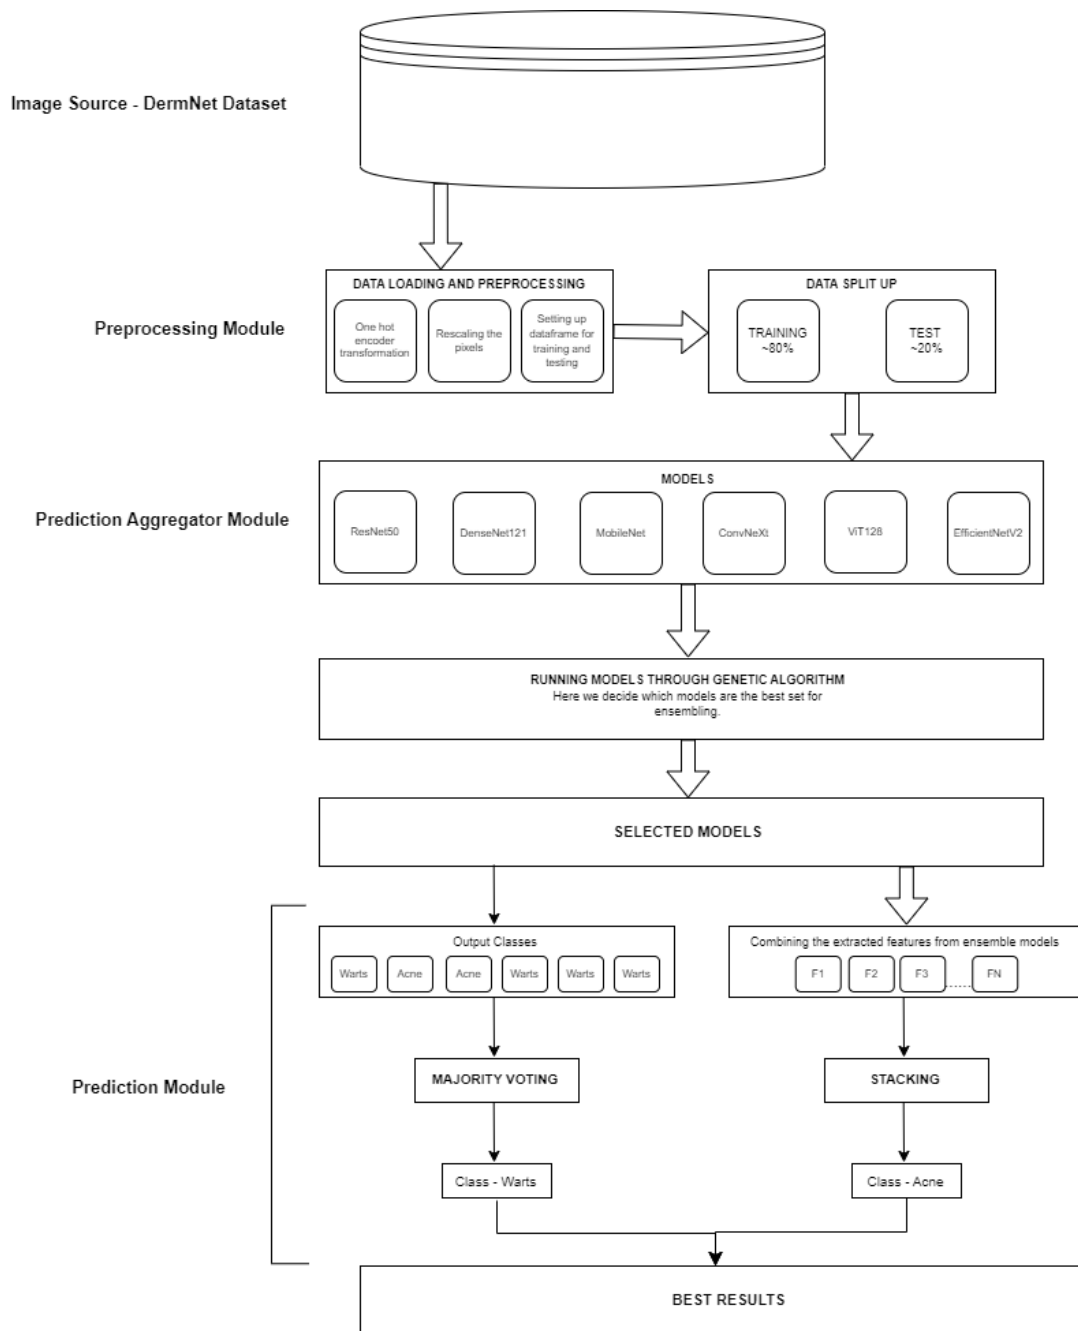 Image Source - DermNet Dataset
Preprocessing Module
DATA LOADING AND PREPROCESSING
One hot
encoder
transformation
Rescaling the
pixels
Setting up
dataframe for
training and
testing
DATA SPLIT UP
TRAINING
~80%
TEST
~20%
Prediction Aggregator Module
MODELS
ResNet50
DenseNet121
MobileNet
ConvNeXt
ViT128
EfficientNetV2
RUNNING MODELS THROUGH GENETIC ALGORITHM
Here we decide which models are the best set for
ensembling.
SELECTED MODELS
Prediction Module
Output Classes
Warts
Acne
Acne
Warts
Warts
Warts
MAJORITY VOTING
Class - Warts
Combining the extracted features from ensemble models
F1
F2
F3
......
FN
STACKING
Class - Acne
BEST RESULTS